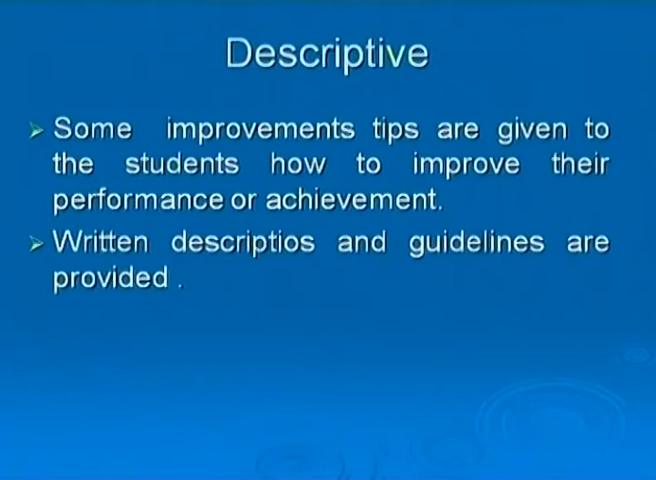 Descriptive
Some improvements tips are given to
the students how to improve their
performance or achievement.
Written descriptios and guidelines are
provided .